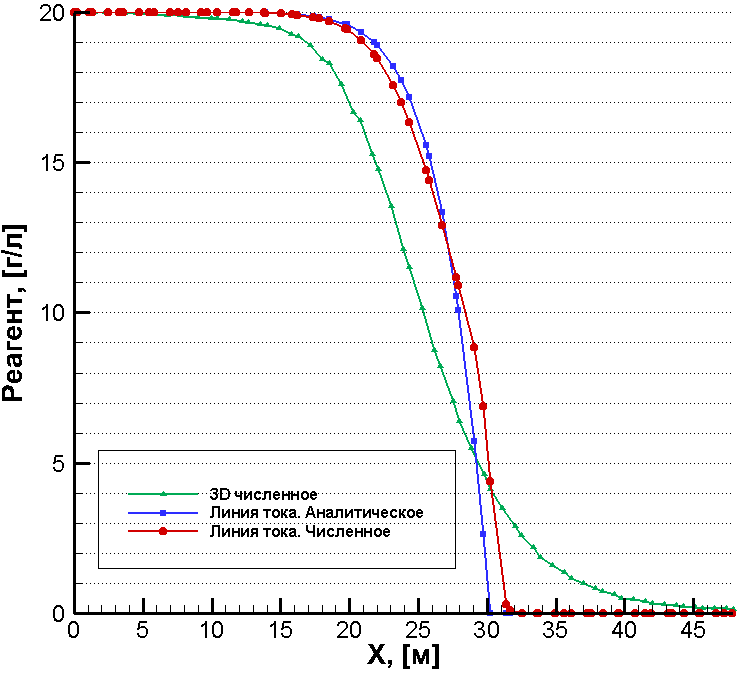 20
15
10
5
0
Реагент, [г/л]
3D численное
Линия тока. Аналитическое
Линия тока. Численное
0 5 10 15 20 25 30 35 40 45
X, [м]